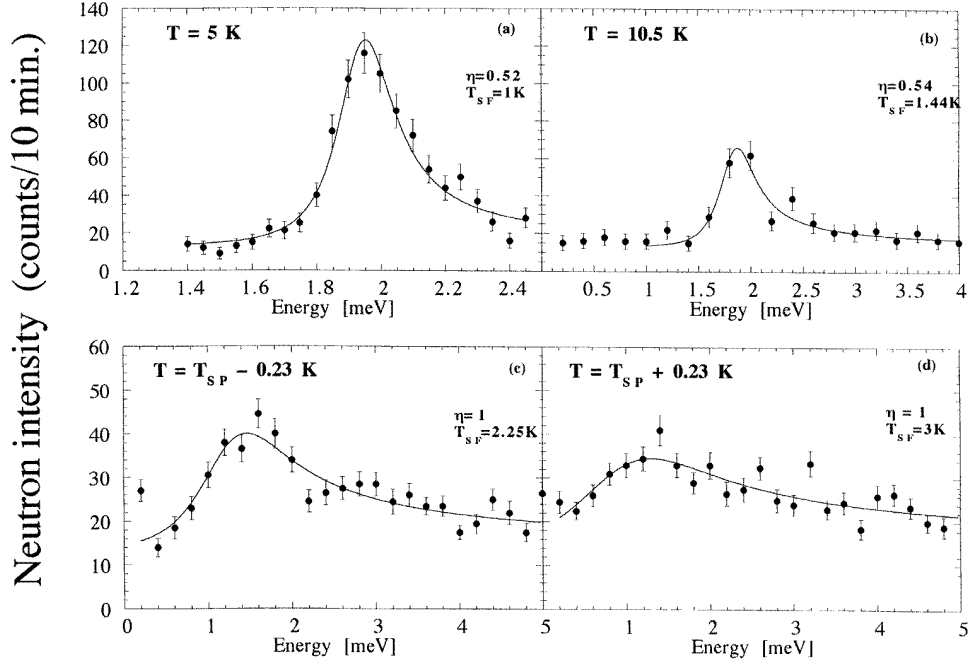 Neutron intensity (counts/10 min.)
140
120
100
80
60
40
20
0
T = 5 K
(a)
η=0.52
T_SF=1K
1.2 1.4 1.6 1.8 2 2.2 2.4
Energy [meV]
T = 10.5 K
(b)
η=0.54
T_SF=1.44K
0.5 1 1.5 2 2.5 3 3.5 4
Energy [meV]
60
50
40
30
20
10
0
T = T_SP − 0.23 K
(c)
η= 1
T_SF=2.25K
0 1 2 3 4 5
Energy [meV]
T = T_SP + 0.23 K
(d)
η = 1
T_SF=3K
1 2 3 4 5
Energy [meV]